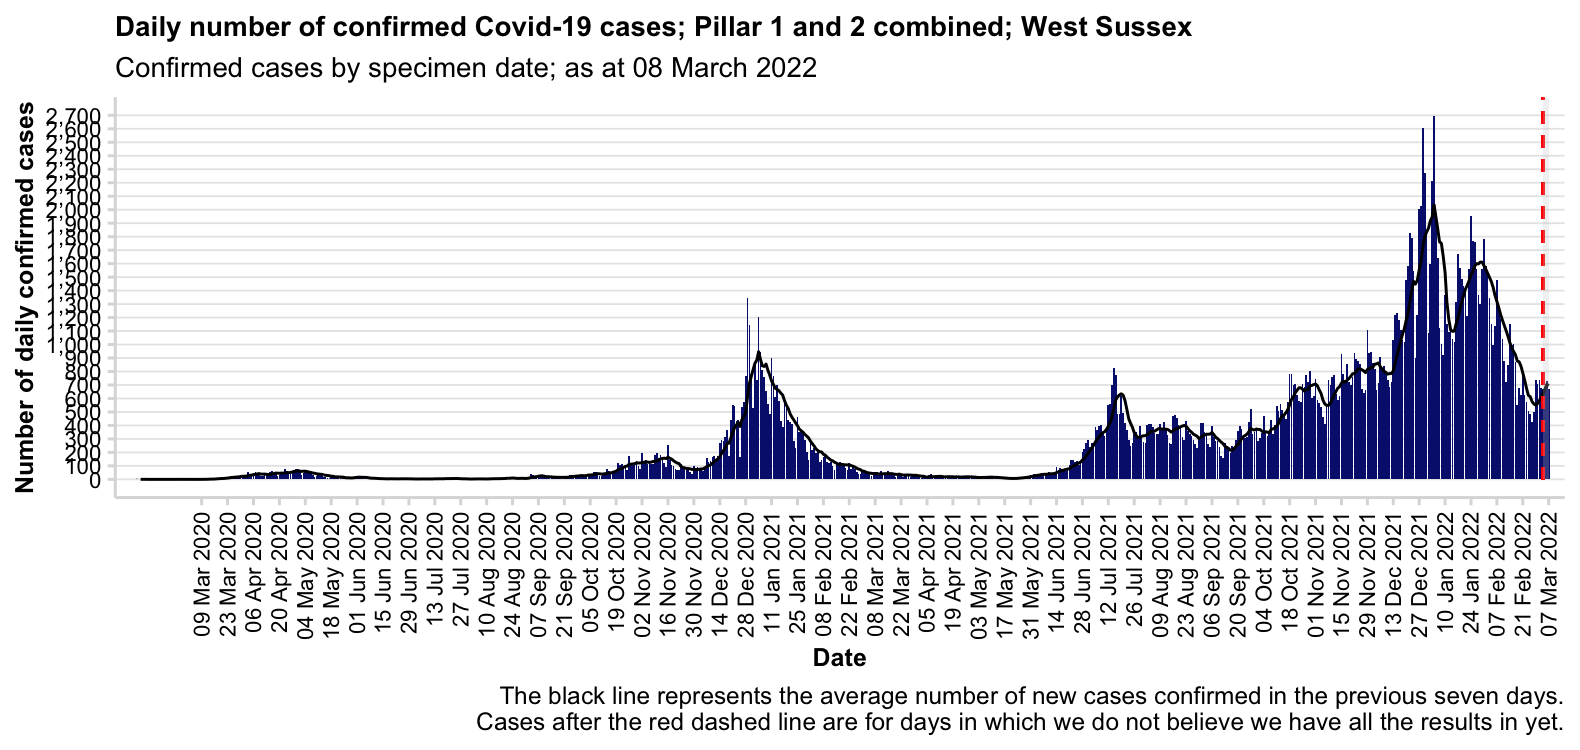 Daily number of confirmed Covid-19 cases; Pillar 1 and 2 combined; West Sussex
Confirmed cases by specimen date; as at 08 March 2022
Number of daily confirmed cases
2,700
2,600
2,500
2,400
2,300
2,200
2,100
2,000
1,900
1,800
1,700
1,600
1,500
1,400
1,300
1,200
1,100
1,000
900
800
700
600
500
400
300
200
100
0
09 Mar 2020
23 Mar 2020
06 Apr 2020
20 Apr 2020
04 May 2020
18 May 2020
01 Jun 2020
15 Jun 2020
29 Jun 2020
13 Jul 2020
27 Jul 2020
10 Aug 2020
24 Aug 2020
07 Sep 2020
21 Sep 2020
05 Oct 2020
19 Oct 2020
02 Nov 2020
16 Nov 2020
30 Nov 2020
14 Dec 2020
28 Dec 2020
11 Jan 2021
25 Jan 2021
08 Feb 2021
22 Feb 2021
08 Mar 2021
22 Mar 2021
05 Apr 2021
19 Apr 2021
03 May 2021
17 May 2021
31 May 2021
14 Jun 2021
28 Jun 2021
12 Jul 2021
26 Jul 2021
09 Aug 2021
23 Aug 2021
06 Sep 2021
20 Sep 2021
04 Oct 2021
18 Oct 2021
01 Nov 2021
15 Nov 2021
29 Nov 2021
13 Dec 2021
27 Dec 2021
10 Jan 2022
24 Jan 2022
07 Feb 2022
21 Feb 2022
07 Mar 2022
Date
The black line represents the average number of new cases confirmed in the previous seven days.
Cases after the red dashed line are for days in which we do not believe we have all the results in yet.